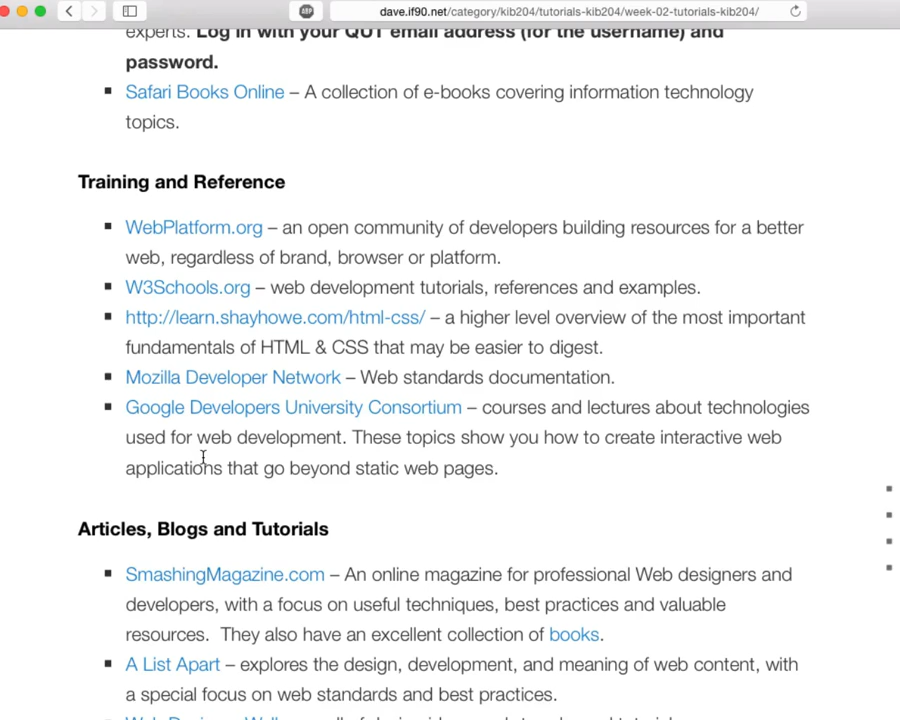 ABP
dave.if90.net/category/kib204/tutorials-kib204/week-02-tutorials-kib204/
experts. Log in with your QUT email address (for the username) and
password.
Safari Books Online – A collection of e-books covering information technology
topics.
Training and Reference
WebPlatform.org – an open community of developers building resources for a better
web, regardless of brand, browser or platform.
W3Schools.org – web development tutorials, references and examples.
http://learn.shayhowe.com/html-css/ – a higher level overview of the most important
fundamentals of HTML & CSS that may be easier to digest.
Mozilla Developer Network – Web standards documentation.
Google Developers University Consortium – courses and lectures about technologies
used for web development. These topics show you how to create interactive web
applications that go beyond static web pages.
Articles, Blogs and Tutorials
SmashingMagazine.com – An online magazine for professional Web designers and
developers, with a focus on useful techniques, best practices and valuable
resources. They also have an excellent collection of books.
A List Apart – explores the design, development, and meaning of web content, with
a special focus on web standards and best practices.